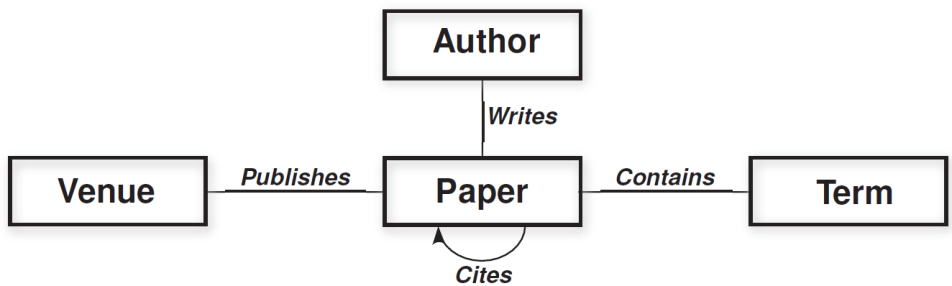 Author
Writes
Venue
Publishes
Paper
Contains
Term
Cites